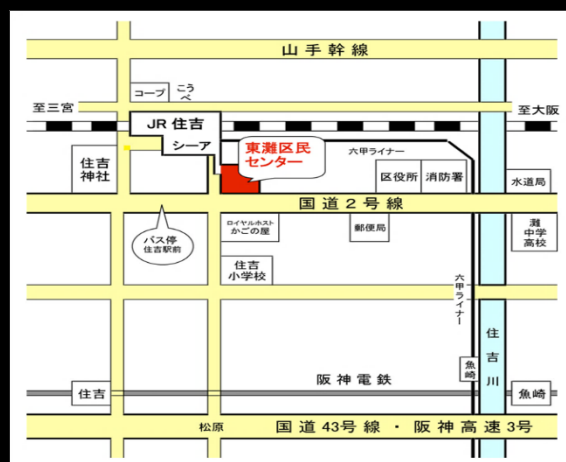 山手幹線
コープ
こうべ
至三宮
至大阪
JR 住吉
シーア
東灘区民
センター
六甲ライナー
住吉
神社
区役所
消防署
水道局
国道2号線
バス停
住吉駅前
ロイヤルホスト
かごの屋
郵便局
灘
中学
高校
住吉
小学校
六甲ライナー
住吉川
魚崎
阪神電鉄
住吉
魚崎
松原
国道43号線・阪神高速3号